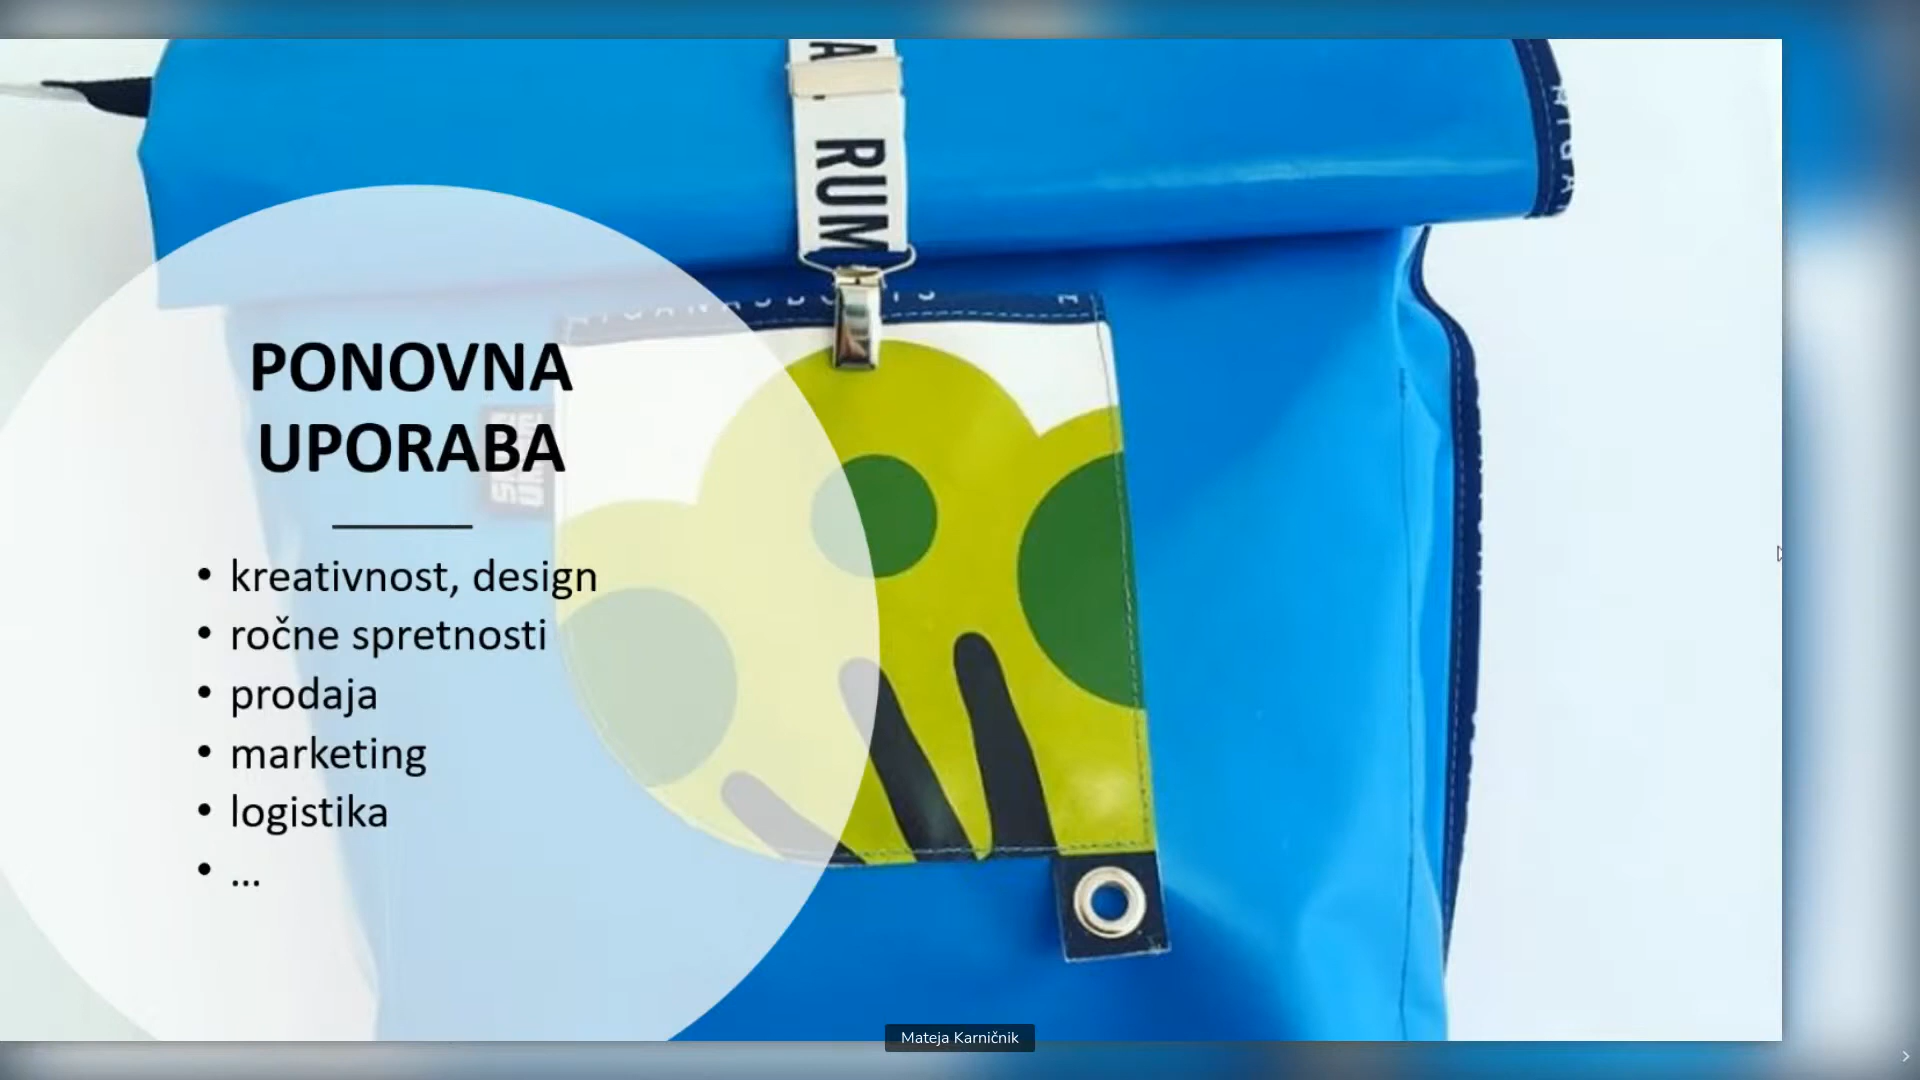 PONOVNA
UPORABA
• kreativnost, design
• ročne spretnosti
• prodaja
• marketing
• logistika
• ...
RUM
Mateja Karničnik